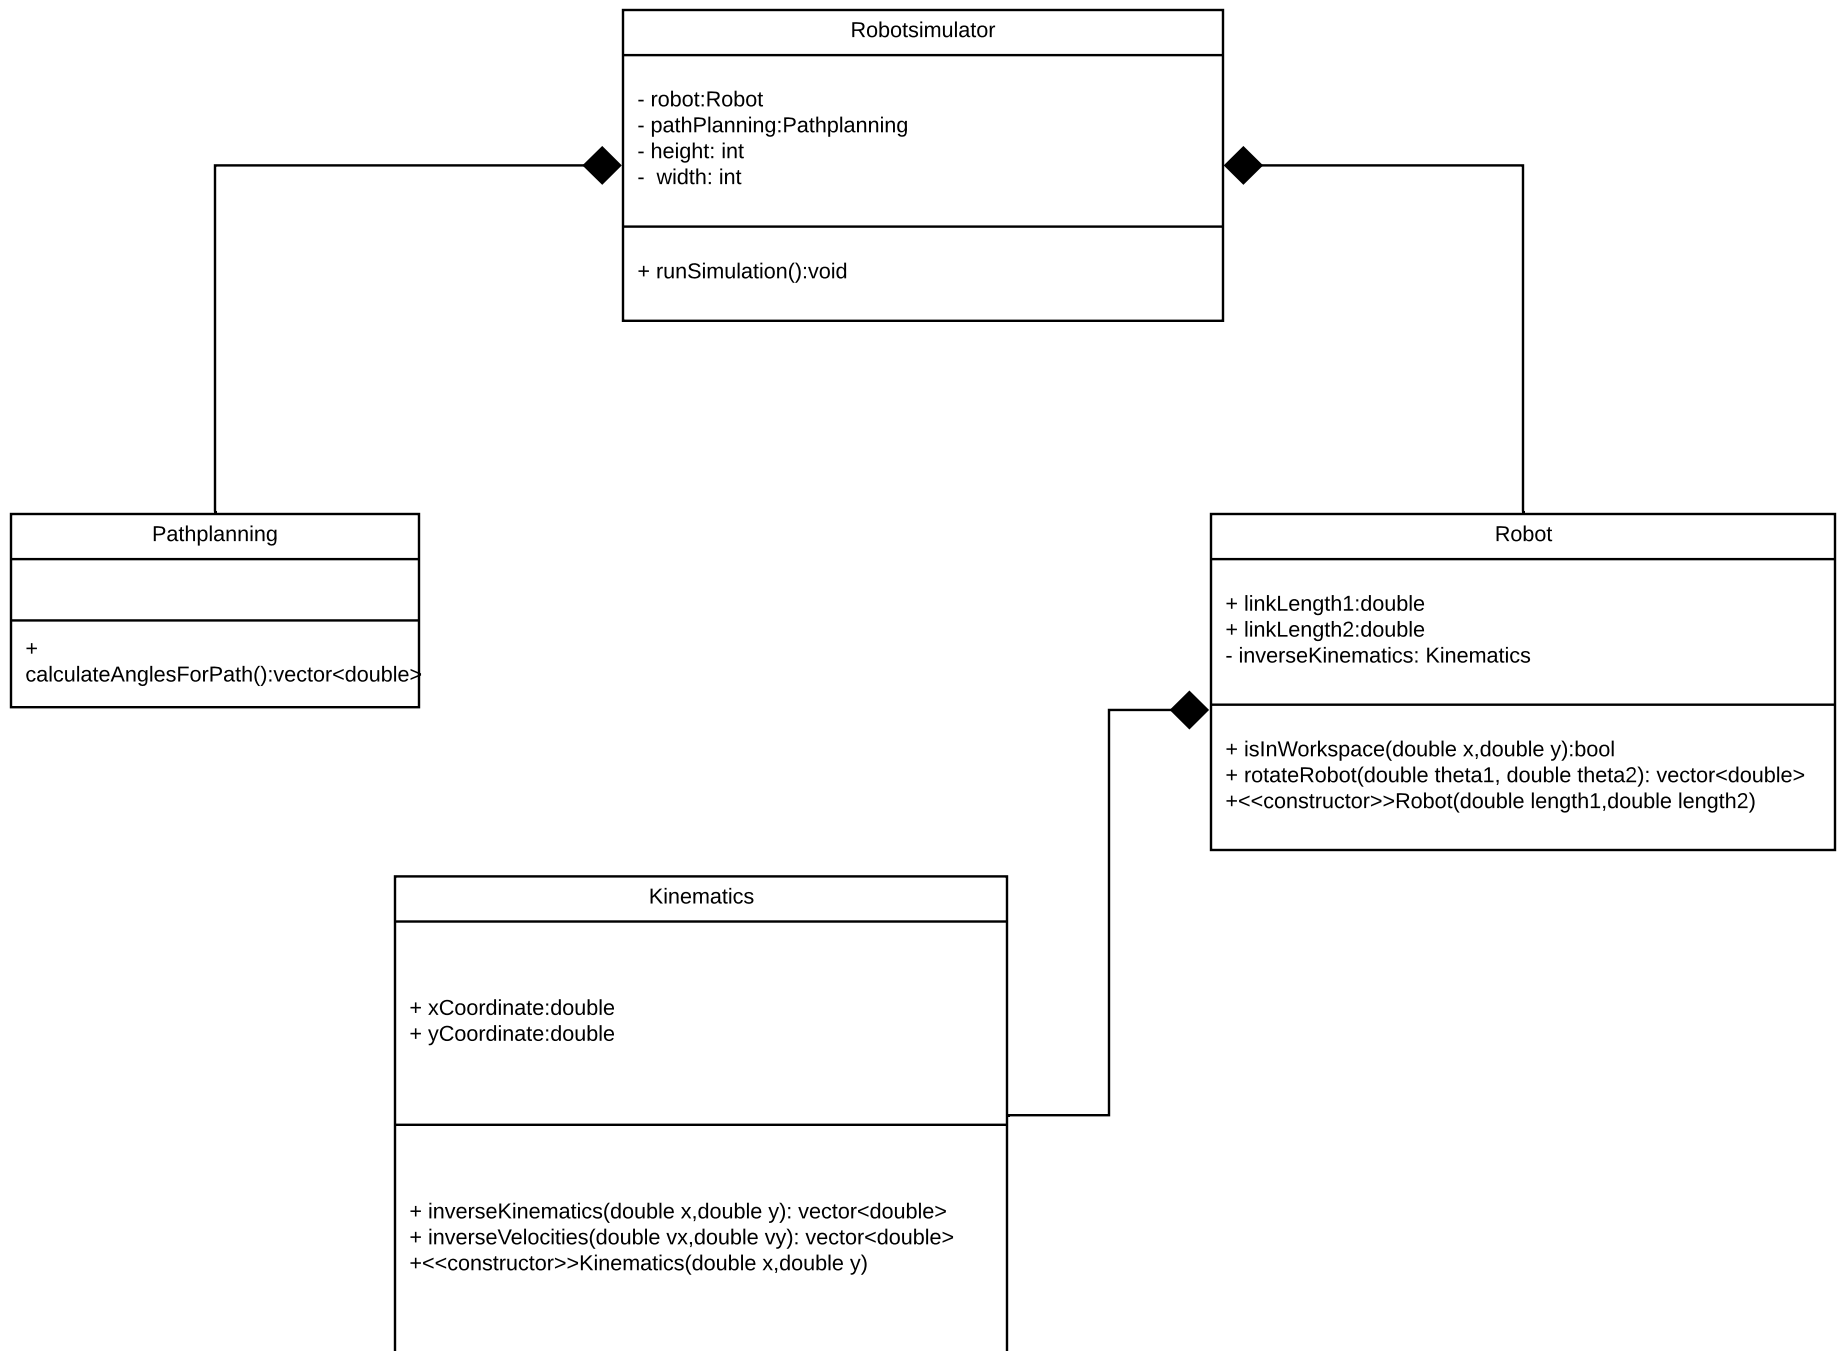 Robotsimulator
- robot:Robot
- pathPlanning:Pathplanning
- height: int
-  width: int
+ runSimulation():void
Pathplanning
+
calculateAnglesForPath():vector<double>
Robot
+ linkLength1:double
+ linkLength2:double
- inverseKinematics: Kinematics
+ isInWorkspace(double x,double y):bool
+ rotateRobot(double theta1, double theta2): vector<double>
+<<constructor>>Robot(double length1,double length2)
Kinematics
+ xCoordinate:double
+ yCoordinate:double
+ inverseKinematics(double x,double y): vector<double>
+ inverseVelocities(double vx,double vy): vector<double>
+<<constructor>>Kinematics(double x,double y)